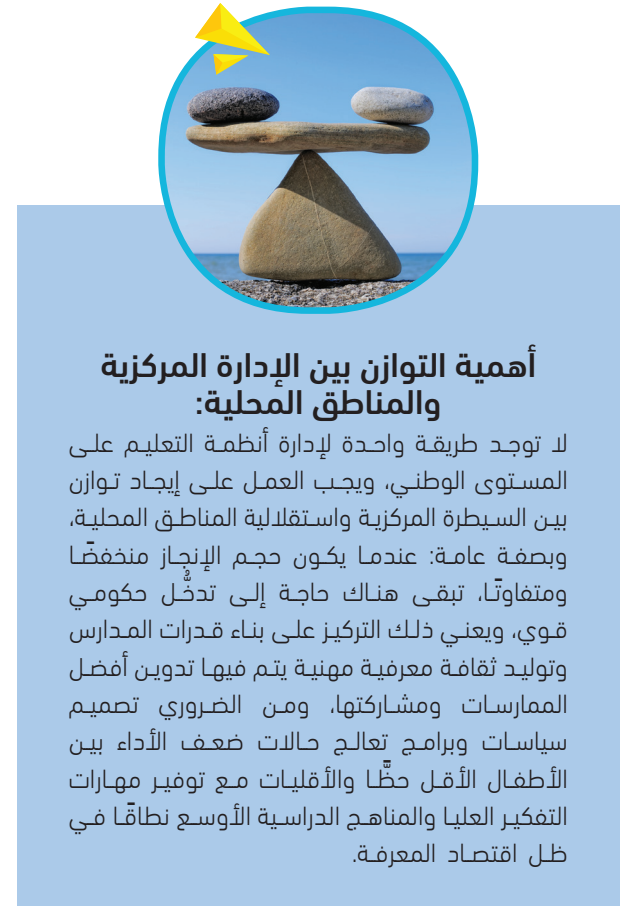 أهمية التوازن بين الإدارة المركزية
والمناطق المحلية:
لا توجد طريقة واحدة لإدارة أنظمة التعليم على
المستوى الوطني، ويجب العمل على إيجاد توازن
بين السيطرة المركزية واستقلالية المناطق المحلية،
وبصفة عامة: عندما يكون حجم الإنجاز منخفضًا
ومتفاوتًا، تبقى هناك حاجة إلى تدخُّل حكومي
قوي، ويعني ذلك التركيز على بناء قدرات المدارس
وتوليد ثقافة معرفية مهنية يتم فيها تدوين أفضل
الممارسات ومشاركتها، ومن الضروري تصميم
سياسات وبرامج تعالج حالات ضعف الأداء بين
الأطفال الأقل حظًّا والأقليات مع توفير مهارات
التفكير العليا والمناهج الدراسية الأوسع نطاقًا في
ظل اقتصاد المعرفة.